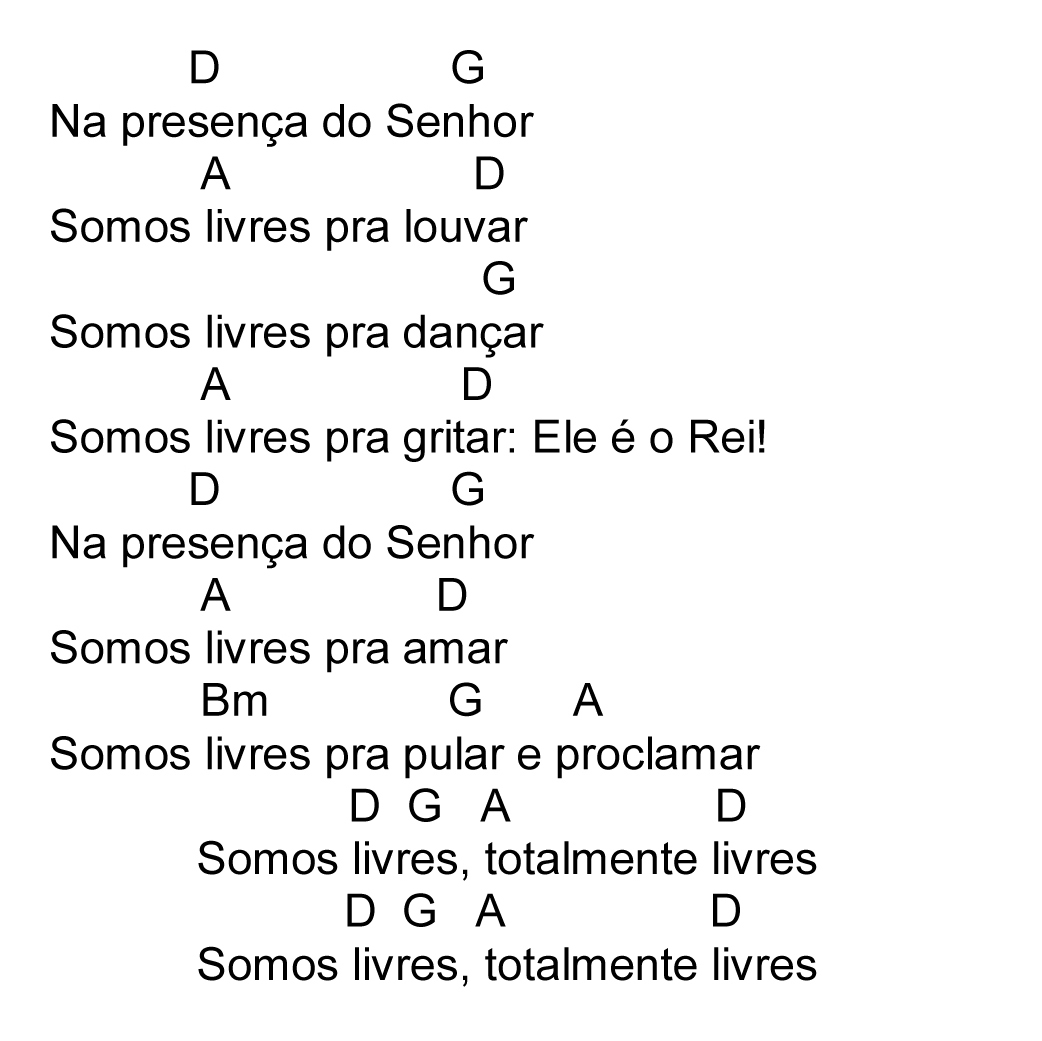 D G
Na presença do Senhor
A D
Somos livres pra louvar
G
Somos livres pra dançar
A D
Somos livres pra gritar: Ele é o Rei!
D G
Na presença do Senhor
A D
Somos livres pra amar
Bm G A
Somos livres pra pular e proclamar
D G A D
Somos livres, totalmente livres
D G A D
Somos livres, totalmente livres